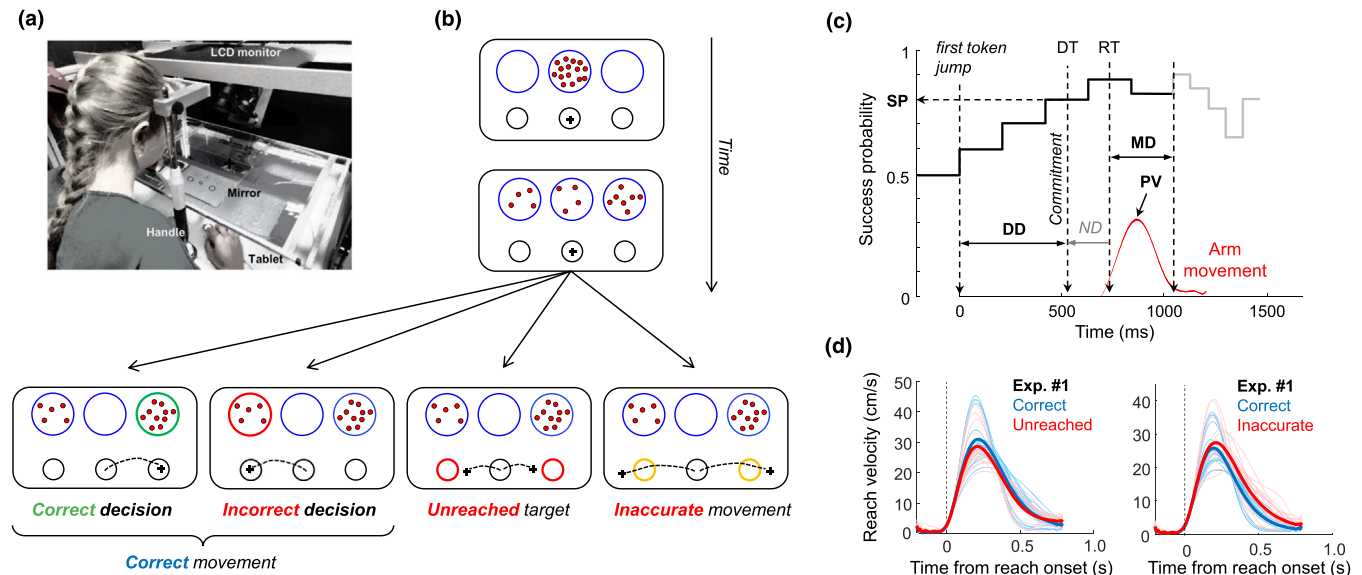 (a)
LCD monitor
Mirror
Handle
Tablet
(b)
Time
Correct decision
Incorrect decision
Unreached target
Inaccurate movement
Correct movement
(c)
first token
jump
DT
RT
1
SP
0.5
0
Success probability
Commitment
MD
PV
DD
ND
Arm
movement
0
500
1000
1500
Time (ms)
(d)
50
40
30
20
10
0
Reach velocity (cm/s)
Exp. #1
Correct
Unreached
0
0.5
1.0
Time from reach onset (s)
50
40
30
20
10
0
Exp. #1
Correct
Inaccurate
0
0.5
1.0
Time from reach onset (s)